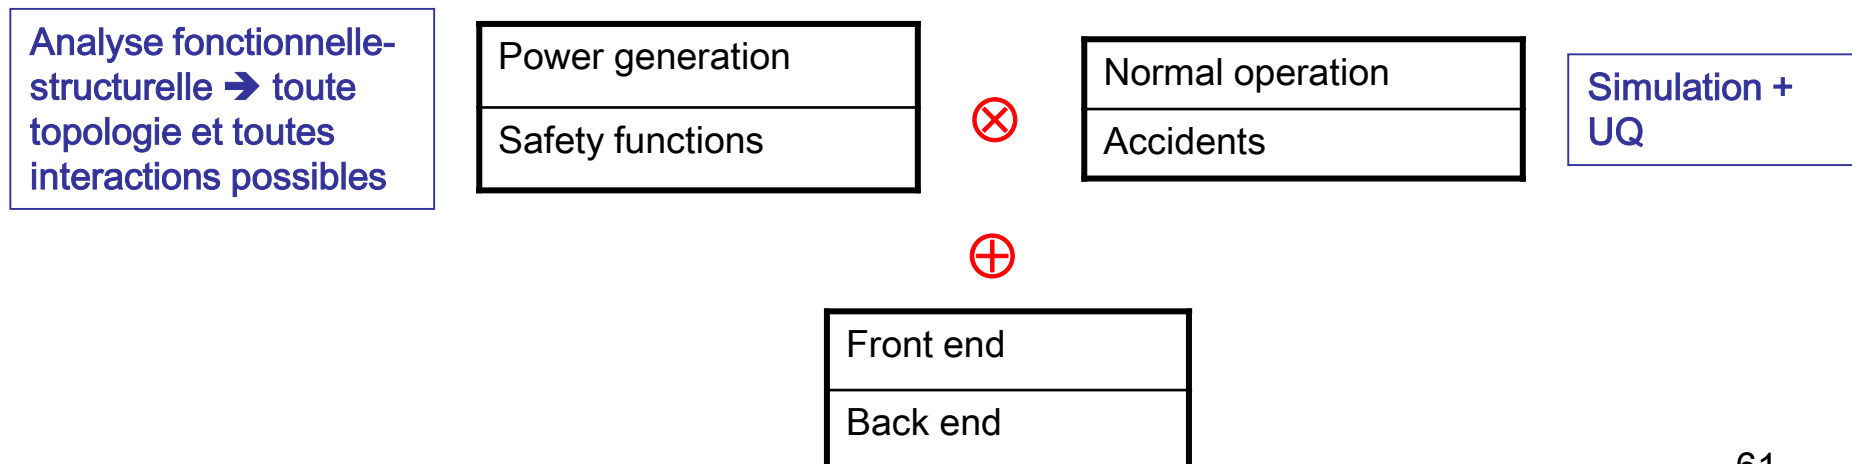 Analyse fonctionnelle-
structurelle ➔ toute
topologie et toutes
interactions possibles
Power generation
Safety functions
⊗
Normal operation
Accidents
Simulation +
UQ
⊕
Front end
Back end
61